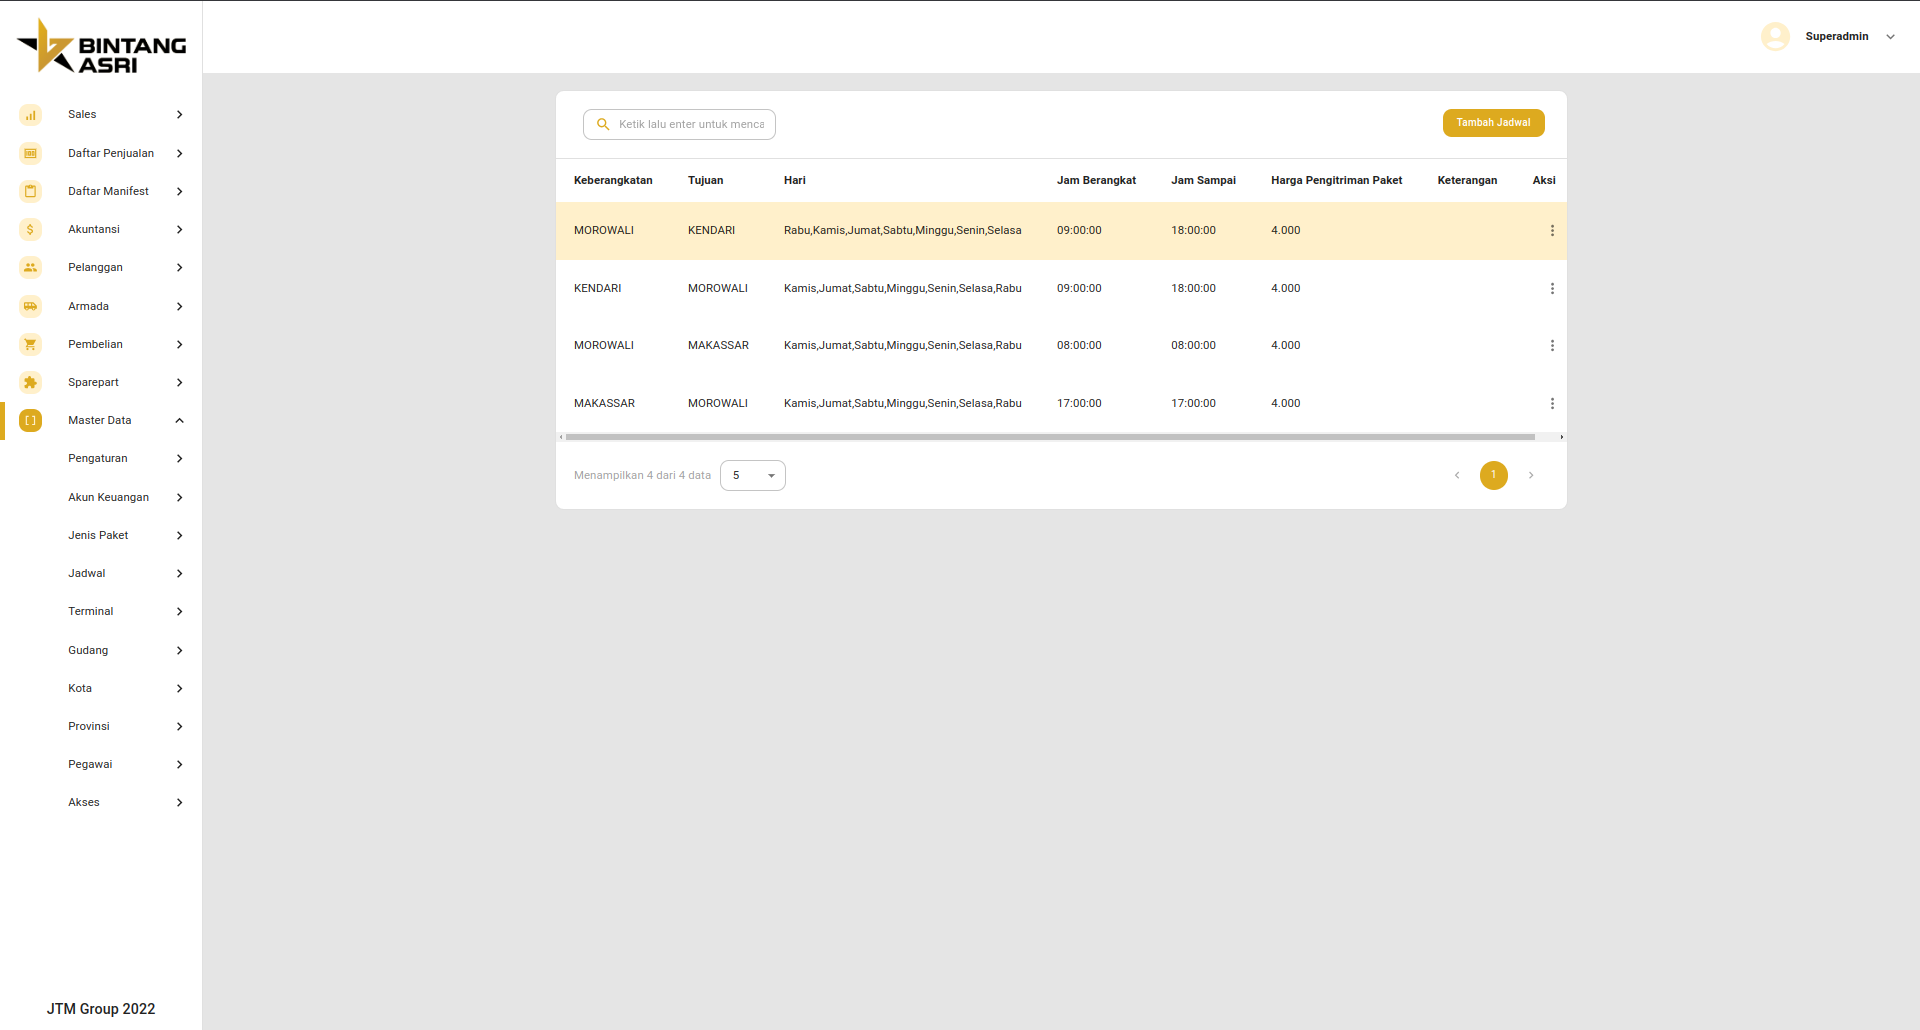 BINTANG
ASRI
Superadmin
Sales
Daftar Penjualan
Daftar Manifest
Akuntansi
Pelanggan
Armada
Pembelian
Sparepart
Master Data
Pengaturan
Akun Keuangan
Jenis Paket
Jadwal
Terminal
Gudang
Kota
Provinsi
Pegawai
Akses
JTM Group 2022
Ketik lalu enter untuk menca
Tambah Jadwal
Keberangkatan Tujuan Hari Jam Berangkat Jam Sampai Harga Pengitriman Paket Keterangan Aksi
MOROWALI KENDARI Rabu,Kamis,Jumat,Sabtu,Minggu,Senin,Selasa 09:00:00 18:00:00 4.000
KENDARI MOROWALI Kamis,Jumat,Sabtu,Minggu,Senin,Selasa,Rabu 09:00:00 18:00:00 4.000
MOROWALI MAKASSAR Kamis,Jumat,Sabtu,Minggu,Senin,Selasa,Rabu 08:00:00 08:00:00 4.000
MAKASSAR MOROWALI Kamis,Jumat,Sabtu,Minggu,Senin,Selasa,Rabu 17:00:00 17:00:00 4.000
Menampilkan 4 dari 4 data 5 1